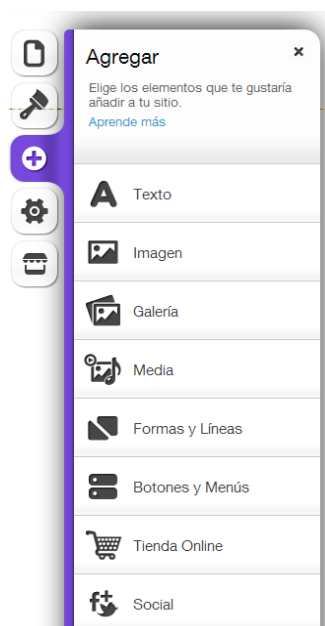 Agregar
Elige los elementos que te gustaría
añadir a tu sitio.
Aprende más
Texto
Imagen
Galería
Media
Formas y Líneas
Botones y Menús
Tienda Online
Social